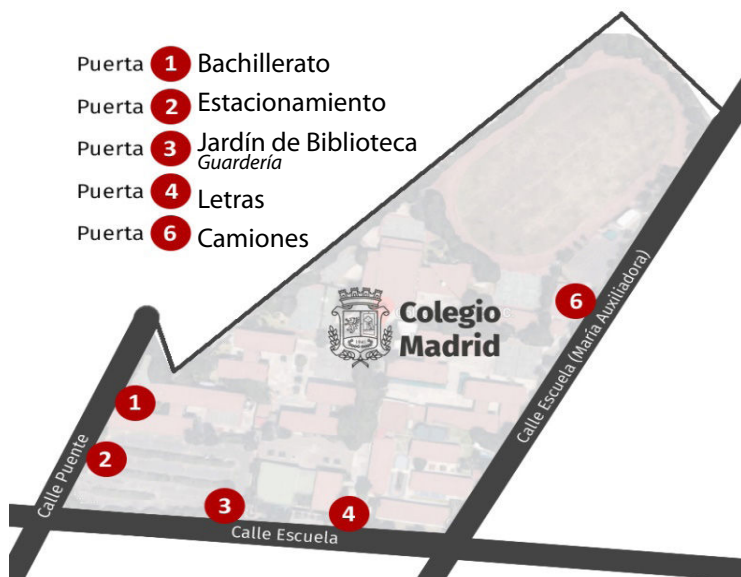 Puerta 1 Bachillerato
Puerta 2 Estacionamiento
Puerta 3 Jardín de Biblioteca
Guardería
Puerta 4 Letras
Puerta 6 Camiones
6
Colegio
Madrid
Calle Escuela (María Auxiliadora)
1
2
Calle Puente
3
4
Calle Escuela